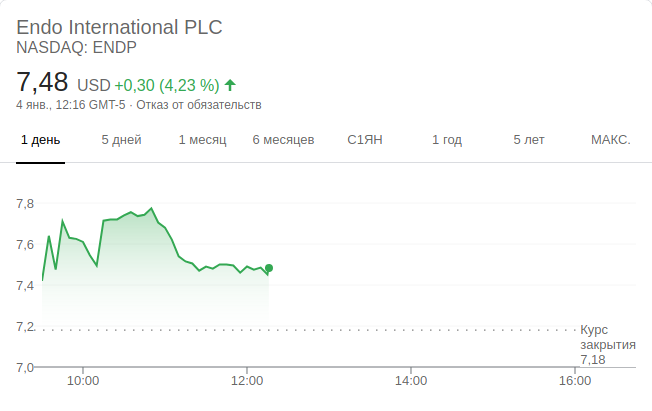 Endo International PLC
NASDAQ: ENDP
7,48 USD +0,30 (4,23 %)
4 янв., 12:16 GMT-5 · Отказ от обязательств
1 день 5 дней 1 месяц 6 месяцев С1ЯН 1 год 5 лет МАКС.
7,8
7,6
7,4
7,2
Курс
закрытия
7,18
7,0
10:00 12:00 14:00 16:00